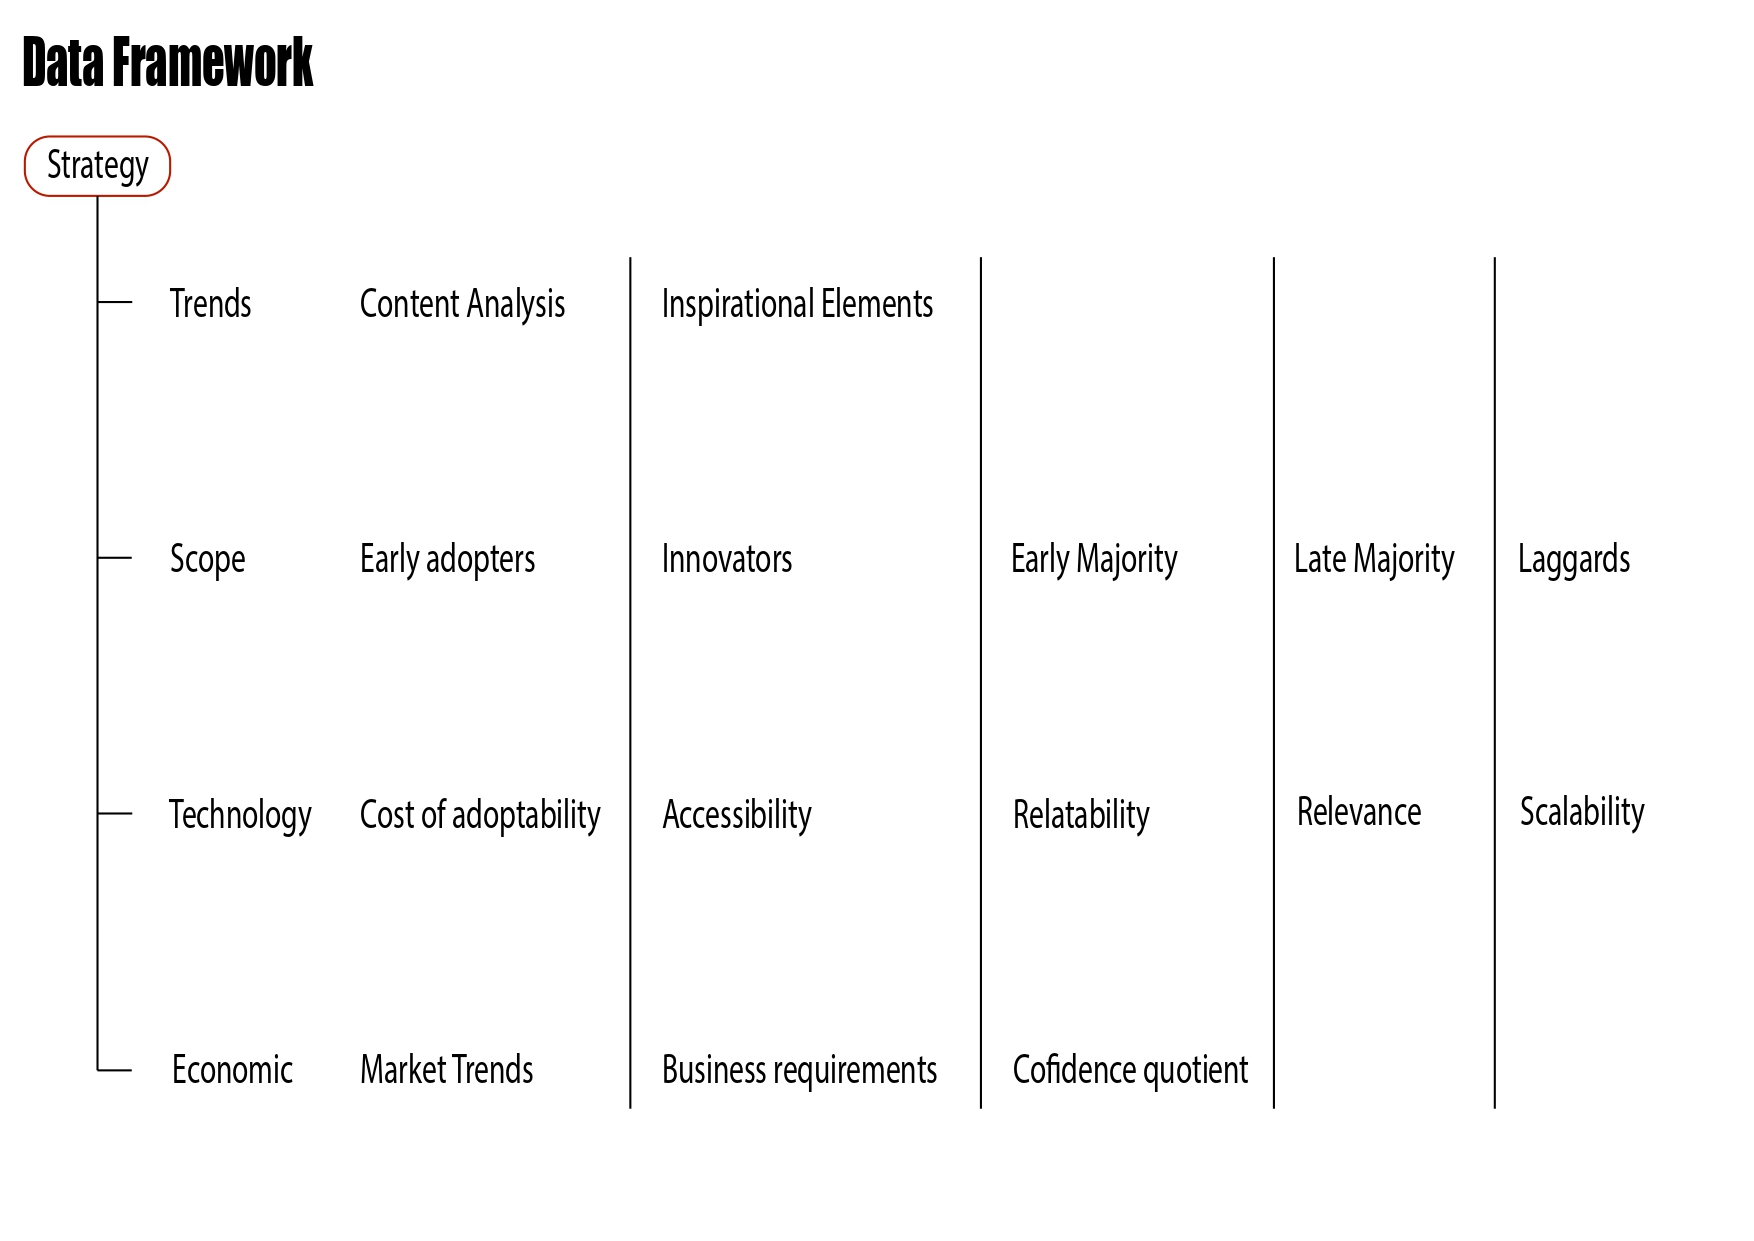 Data Framework
Strategy
Trends Content Analysis Inspirational Elements
Scope Early adopters Innovators Early Majority Late Majority Laggards
Technology Cost of adoptability Accessibility Relatability Relevance Scalability
Economic Market Trends Business requirements Cofidence quotient